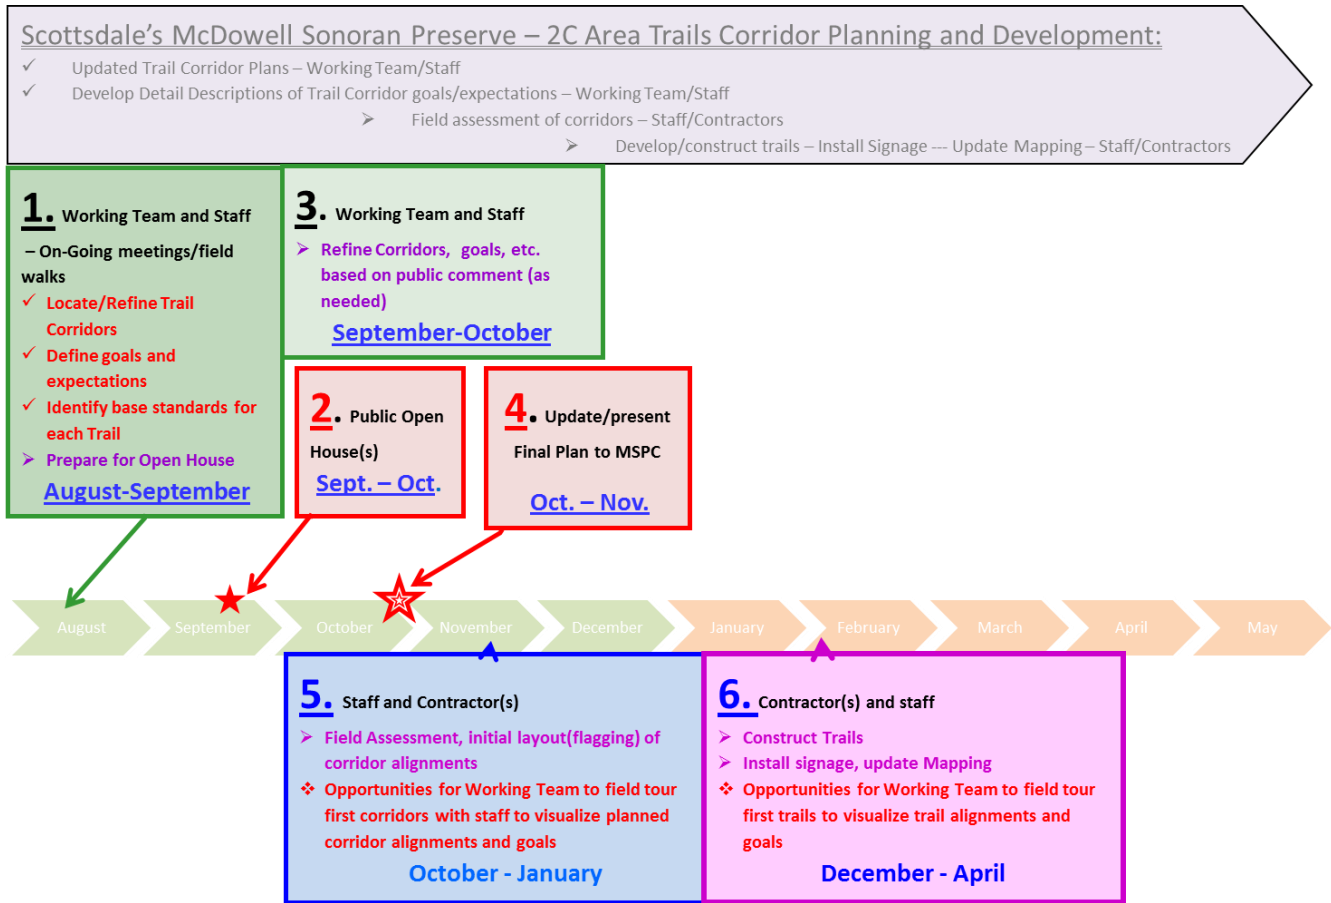 Scottsdale's McDowell Sonoran Preserve – 2C Area Trails Corridor Planning and Development:
✓ Updated Trail Corridor Plans – Working Team/Staff
✓ Develop Detail Descriptions of Trail Corridor goals/expectations – Working Team/Staff
➢ Field assessment of corridors – Staff/Contractors
➢ Develop/construct trails – Install Signage --- Update Mapping – Staff/Contractors
1. Working Team and Staff
– On-Going meetings/field
walks
✓ Locate/Refine Trail
Corridors
✓ Define goals and
expectations
✓ Identify base standards for
each Trail
➢ Prepare for Open House
August-September
3. Working Team and Staff
➢ Refine Corridors, goals, etc.
based on public comment (as
needed)
September-October
2. Public Open
House(s)
Sept. – Oct.
4. Update/present
Final Plan to MSPC
Oct. – Nov.
August September October November December January February March April May
5. Staff and Contractor(s)
➢ Field Assessment, initial layout(flagging) of
corridor alignments
❖ Opportunities for Working Team to field tour
first corridors with staff to visualize planned
corridor alignments and goals
October - January
6. Contractor(s) and staff
➢ Construct Trails
➢ Install signage, update Mapping
❖ Opportunities for Working Team to field tour
first trails to visualize trail alignments and
goals
December - April